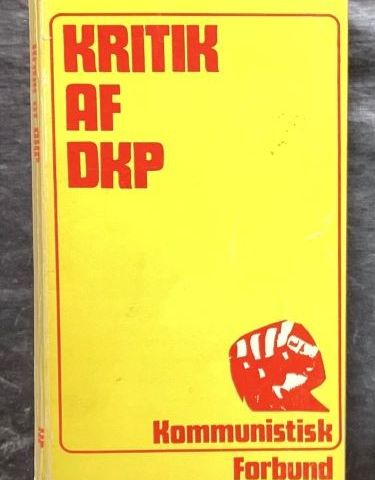 KRITIK
AF
DKP
Kommunistisk
Forbund